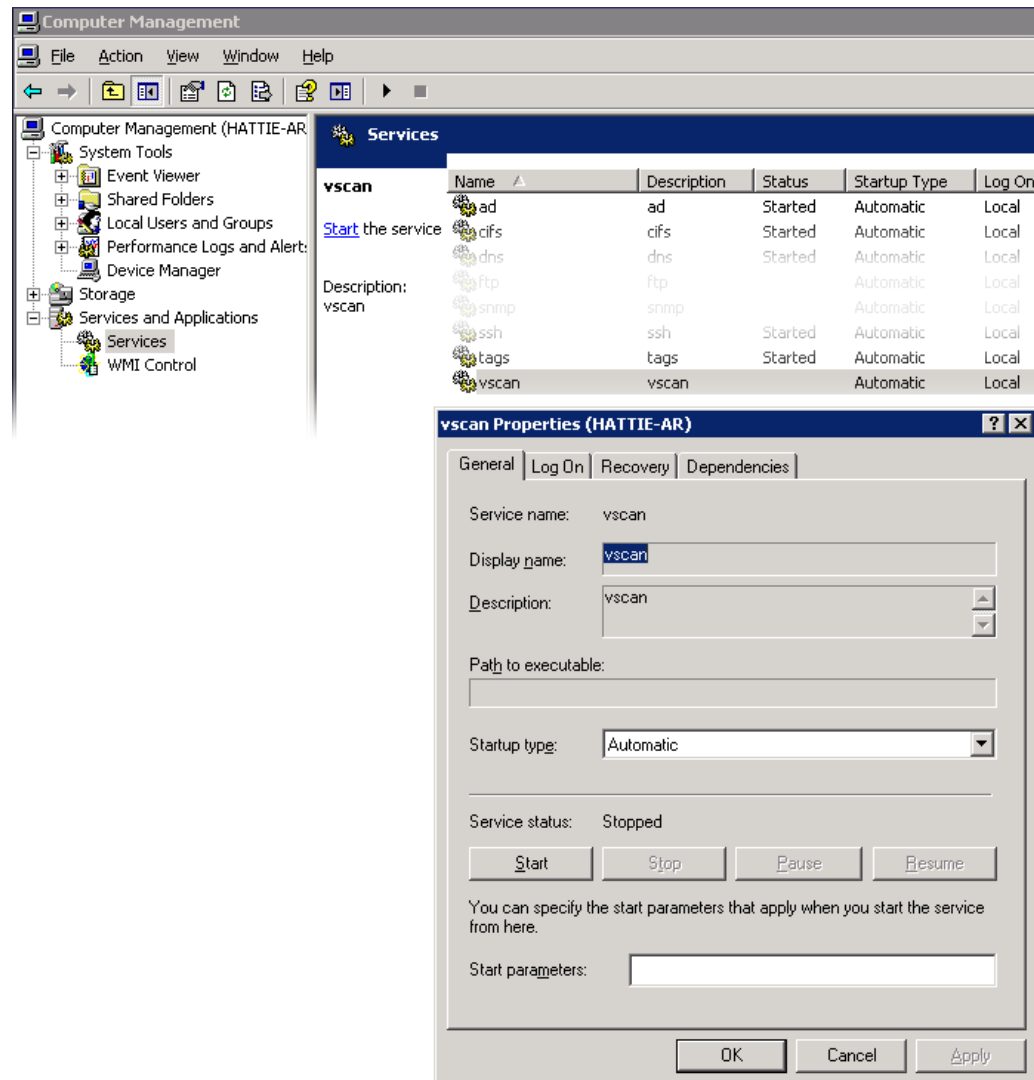 Computer Management
File Action View Window Help
Computer Management (HATTIE-AR
System Tools
Event Viewer
Shared Folders
Local Users and Groups
Performance Logs and Alert
Device Manager
Storage
Services and Applications
Services
WMI Control
Services
vscan
Start the service
Description:
vscan
Name Description Status Startup Type Log On
ad ad Started Automatic Local
cifs cifs Started Automatic Local
dns dns Started Automatic Local
ftp ftp Automatic Local
snmp snmp Automatic Local
ssh ssh Started Automatic Local
tags tags Started Automatic Local
vscan vscan Automatic Local
vscan Properties (HATTIE-AR)
General Log On Recovery Dependencies
Service name: vscan
Display name: vscan
Description: vscan
Path to executable:
Startup type: Automatic
Service status: Stopped
Start Stop Pause Resume
You can specify the start parameters that apply when you start the service
from here.
Start parameters:
OK Cancel Apply